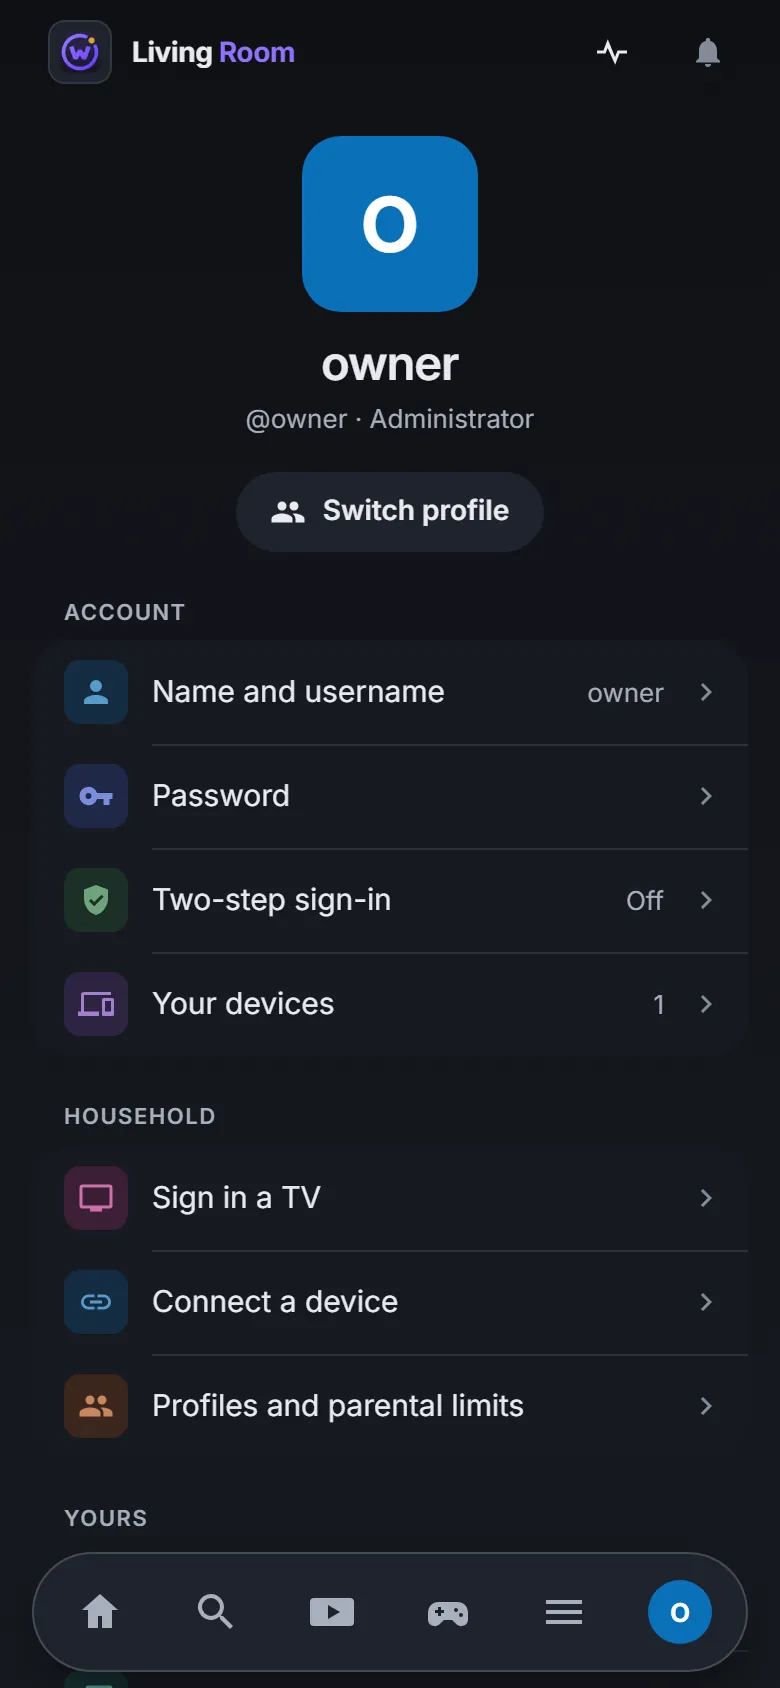 Living Room
O
owner
@owner · Administrator
Switch profile
ACCOUNT
Name and username owner
Password
Two-step sign-in Off
Your devices 1
HOUSEHOLD
Sign in a TV
Connect a device
Profiles and parental limits
YOURS
O